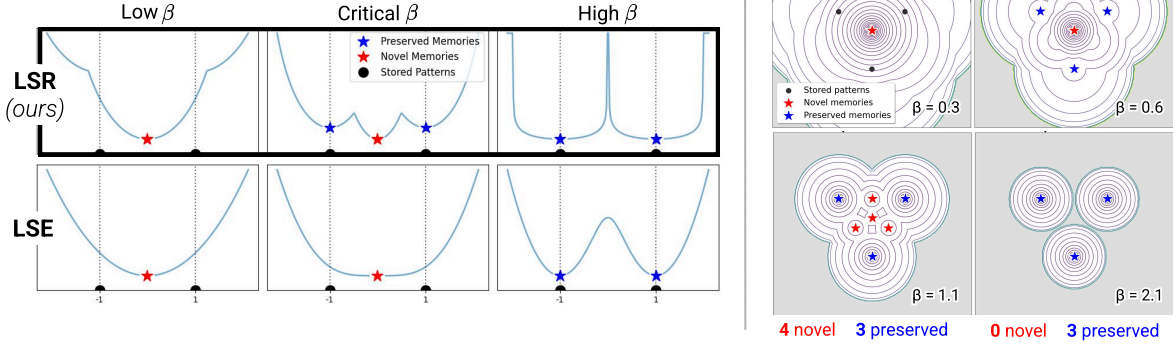 Low β
Critical β
High β
LSR
(ours)
Preserved Memories
Novel Memories
Stored Patterns
LSE
-1
1
-1
1
-1
1
Stored patterns
Novel memories
Preserved memories
β = 0.3
β = 0.6
β = 1.1
β = 2.1
4 novel 3 preserved
0 novel 3 preserved